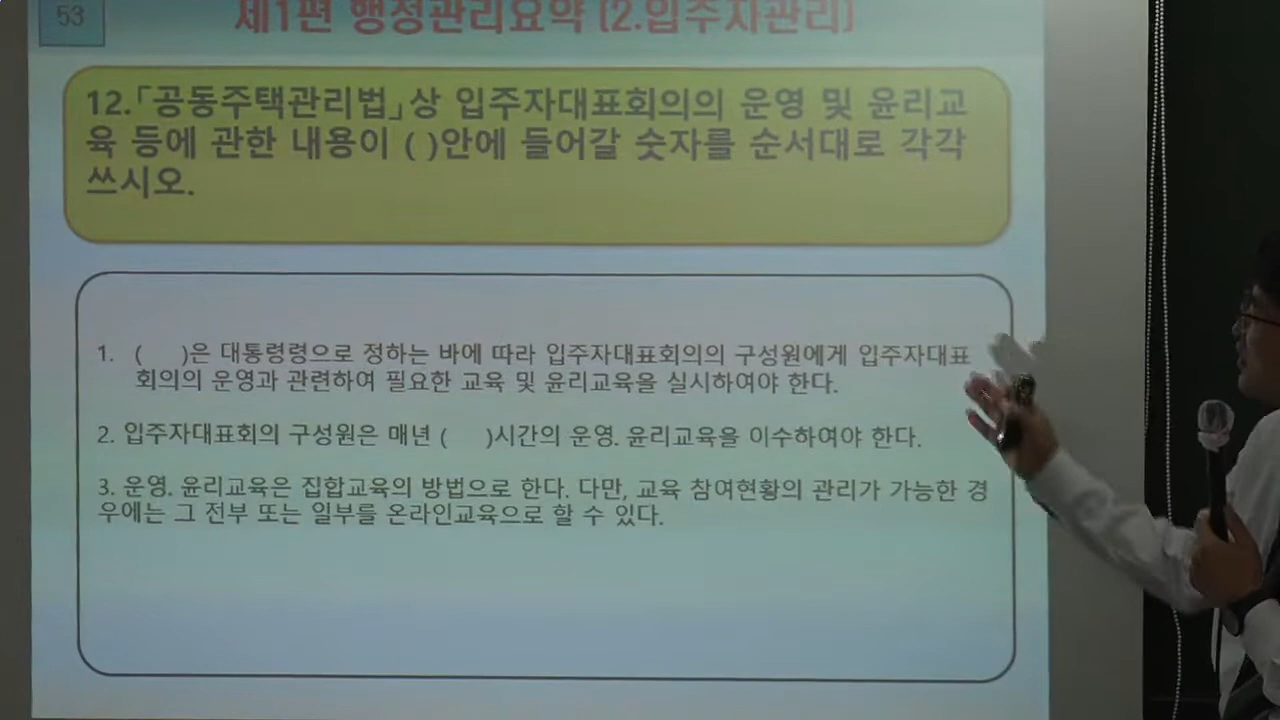 53
제1편 행정관리요약 (2.입주자관리)
12.「공동주택관리법」상 입주자대표회의의 운영 및 윤리교
육 등에 관한 내용이 ( )안에 들어갈 숫자를 순서대로 각각
쓰시오.
1. ( )은 대통령령으로 정하는 바에 따라 입주자대표회의의 구성원에게 입주자대표
회의의 운영과 관련하여 필요한 교육 및 윤리교육을 실시하여야 한다.
2. 입주자대표회의 구성원은 매년 ( )시간의 운영. 윤리교육을 이수하여야 한다.
3. 운영. 윤리교육은 집합교육의 방법으로 한다. 다만, 교육 참여현황의 관리가 가능한 경
우에는 그 전부 또는 일부를 온라인교육으로 할 수 있다.